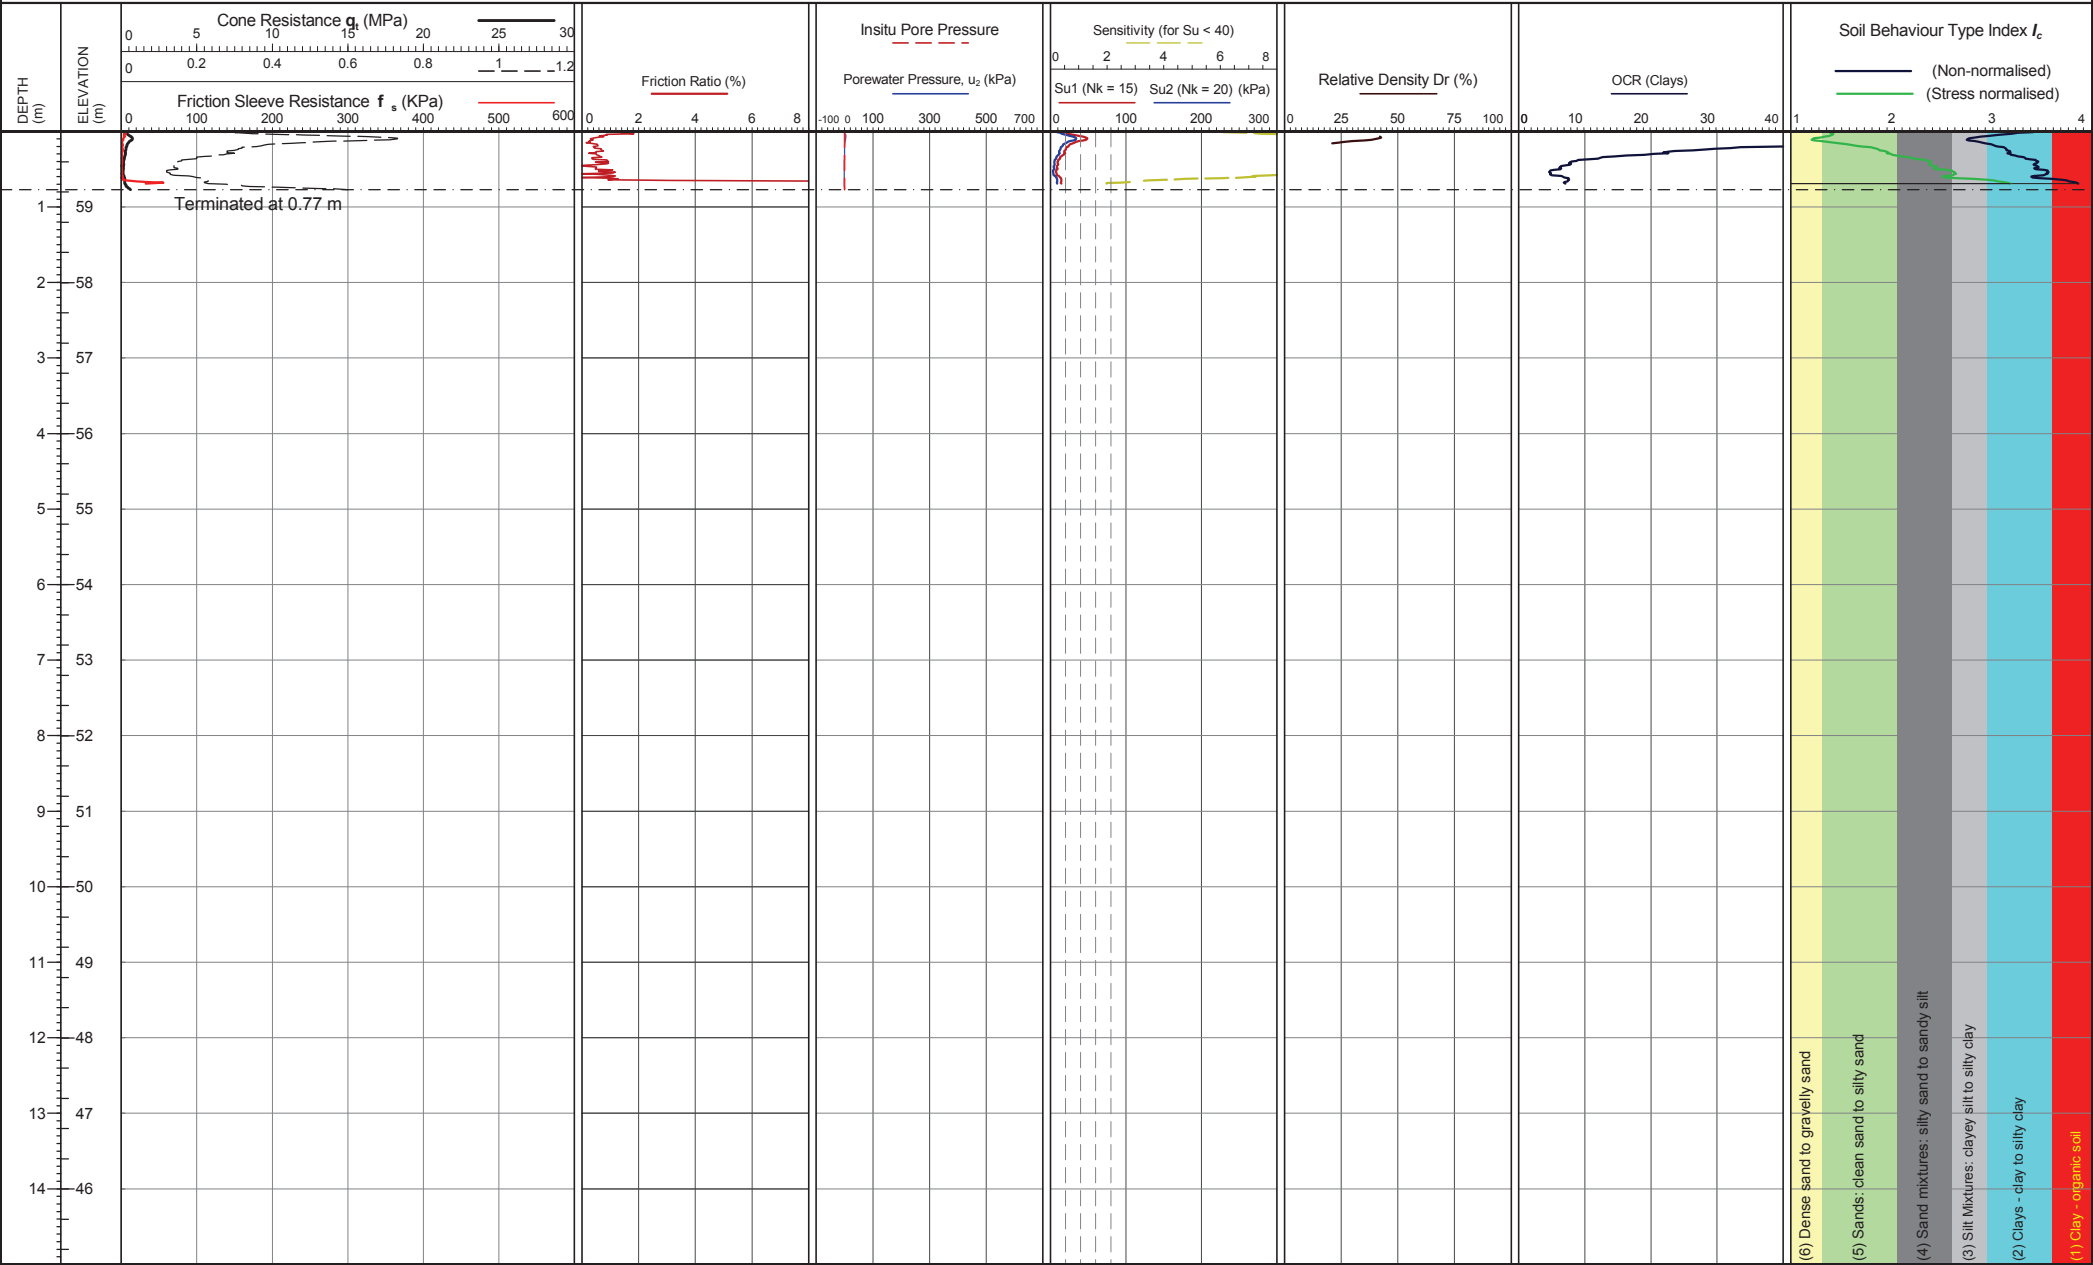 DEPTH
(m)
ELEVATION
(m)
Cone Resistance qt (MPa)
0 5 10 15 20 25 30
0 0.2 0.4 0.6 0.8 1 1.2
Friction Sleeve Resistance f s (KPa)
0 100 200 300 400 500 600
Friction Ratio (%)
0 2 4 6 8
Insitu Pore Pressure
Porewater Pressure, u2 (kPa)
-100 0 100 300 500 700
Sensitivity (for Su < 40)
0 2 4 6 8
Su1 (Nk = 15) Su2 (Nk = 20) (kPa)
0 100 200 300
Relative Density Dr (%)
0 25 50 75 100
OCR (Clays)
0 10 20 30 40
Soil Behaviour Type Index Ic
(Non-normalised)
(Stress normalised)
1 2 3 4
Terminated at 0.77 m
1 59
2 58
3 57
4 56
5 55
6 54
7 53
8 52
9 51
10 50
11 49
12 48
13 47
14 46
(6) Dense sand to gravelly sand
(5) Sands: clean sand to silty sand
(4) Sand mixtures: silty sand to sandy silt
(3) Silt Mixtures: clayey silt to silty clay
(2) Clays - clay to silty clay
(1) Clay - organic soil